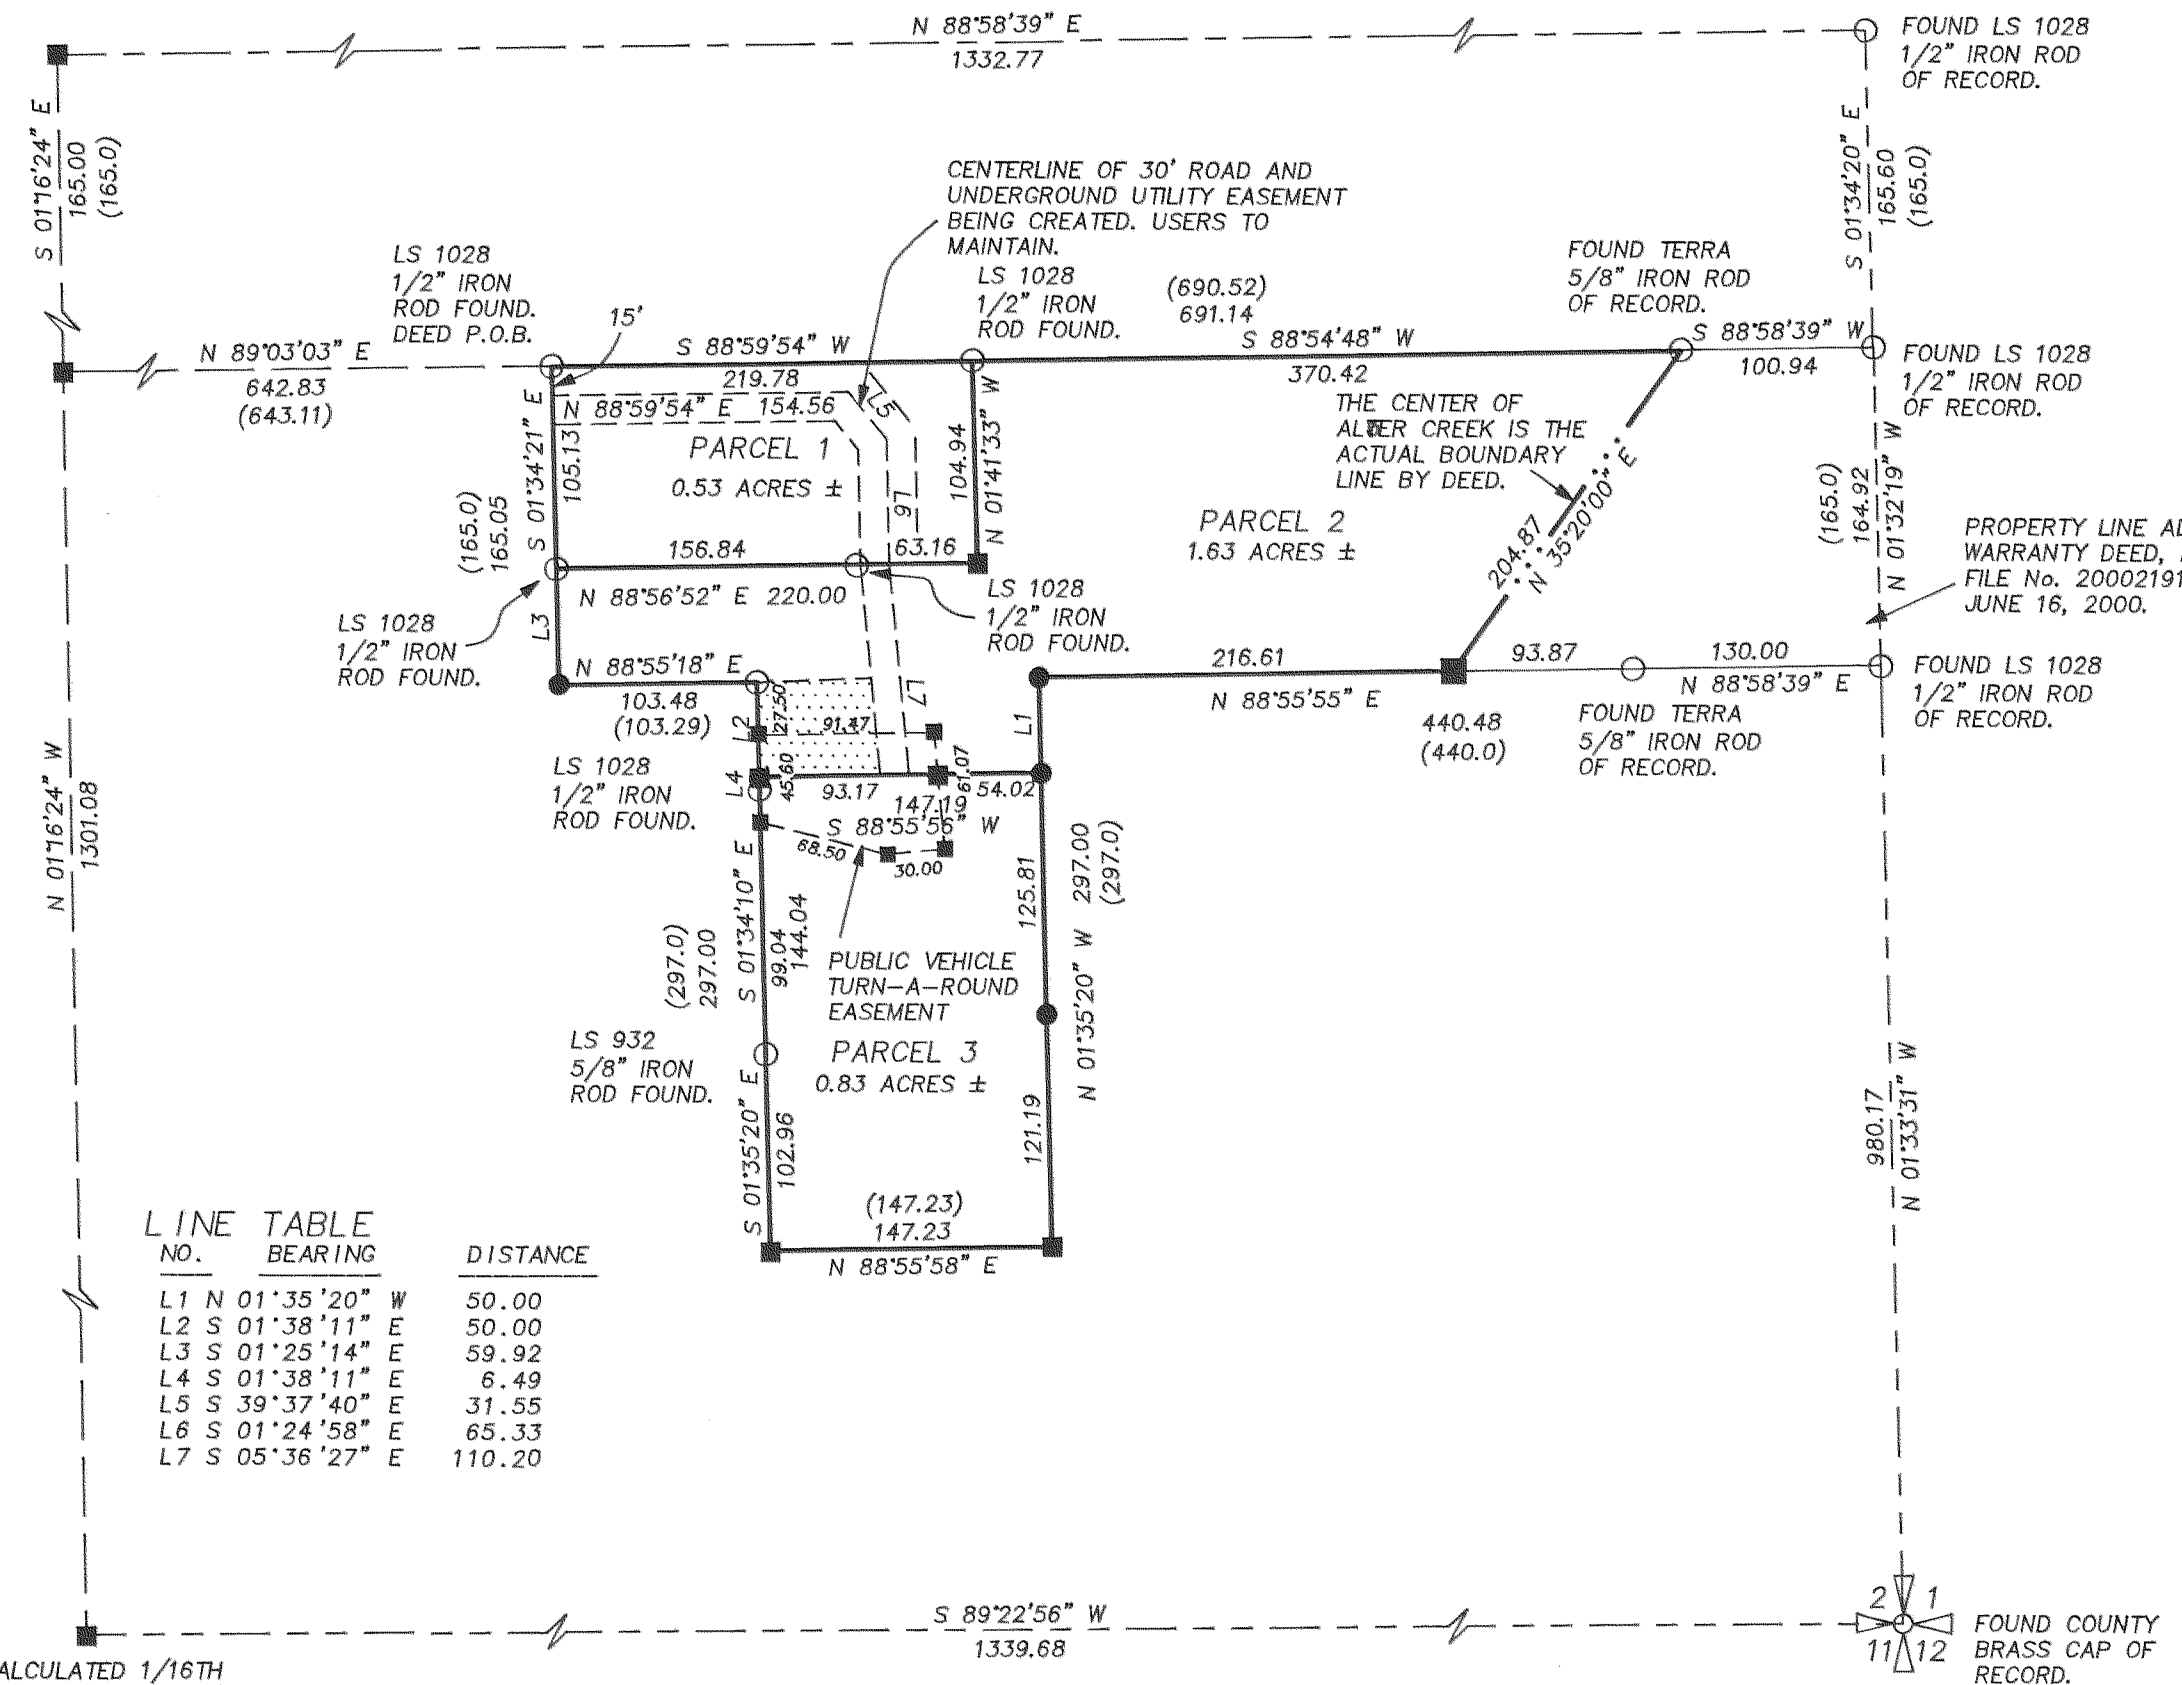 N 88°58'39" E
1332.77
FOUND LS 1028
1/2" IRON ROD
OF RECORD.
S 01°16'24" E
165.00
(165.0)
S 01°34'20" E
165.60
(165.0)
CENTERLINE OF 30' ROAD AND
UNDERGROUND UTILITY EASEMENT
BEING CREATED. USERS TO
MAINTAIN.
LS 1028
1/2" IRON
ROD FOUND.
DEED P.O.B.
15'
LS 1028
1/2" IRON
ROD FOUND.
(690.52)
691.14
FOUND TERRA
5/8" IRON ROD
OF RECORD.
N 89°03'03" E
642.83
(643.11)
S 88°59'54" W
219.78
S 88°54'48" W
370.42
S 88°58'39" W
100.94
FOUND LS 1028
1/2" IRON ROD
OF RECORD.
N 88°59'54" E 154.56
L5
THE CENTER OF
CREEK IS THE
ACTUAL BOUNDARY
LINE BY DEED.
S 01°34'21" E
105.13
(165.0)
165.05
PARCEL 1
0.53 ACRES ±
L6
104.94
N 01°41'33" W
PARCEL 2
1.63 ACRES ±
204.87
N 35°20'00" E
(165.0)
164.92
N 01°32'19" W
PROPERTY LINE
WARRANTY DEED,
FILE No. 20002191
JUNE 16, 2000.
156.84
63.16
N 88°56'52" E 220.00
LS 1028
1/2" IRON
ROD FOUND.
LS 1028
1/2" IRON
ROD FOUND.
L3
N 88°55'18" E
103.48
(103.29)
L2
27.50
91.47
L7
L1
216.61
N 88°55'55" E
93.87
130.00
N 88°58'39" E
FOUND LS 1028
1/2" IRON ROD
OF RECORD.
440.48
(440.0)
FOUND TERRA
5/8" IRON ROD
OF RECORD.
LS 1028
1/2" IRON
ROD FOUND.
L4
45.60
93.17
61.07
54.02
147.19
S 88°55'56" W
68.50
30.00
N 01°16'24" W
1301.08
125.81
N 01°35'20" W 297.00
(297.0)
(297.0)
297.00
S 01°34'10" E
99.04
144.04
PUBLIC VEHICLE
TURN-A-ROUND
EASEMENT
LS 932
5/8" IRON
ROD FOUND.
PARCEL 3
0.83 ACRES ±
S 01°35'20" E
102.96
121.19
980.17
N 01°33'31" W
(147.23)
147.23
N 88°55'58" E
LINE TABLE
NO. BEARING DISTANCE
L1 N 01°35'20" W 50.00
L2 S 01°38'11" E 50.00
L3 S 01°25'14" E 59.92
L4 S 01°38'11" E 6.49
L5 S 39°37'40" E 31.55
L6 S 01°24'58" E 65.33
L7 S 05°36'27" E 110.20
S 89°22'56" W
1339.68
2 1
11 12
FOUND COUNTY
BRASS CAP OF
RECORD.
ALCULATED 1/16TH